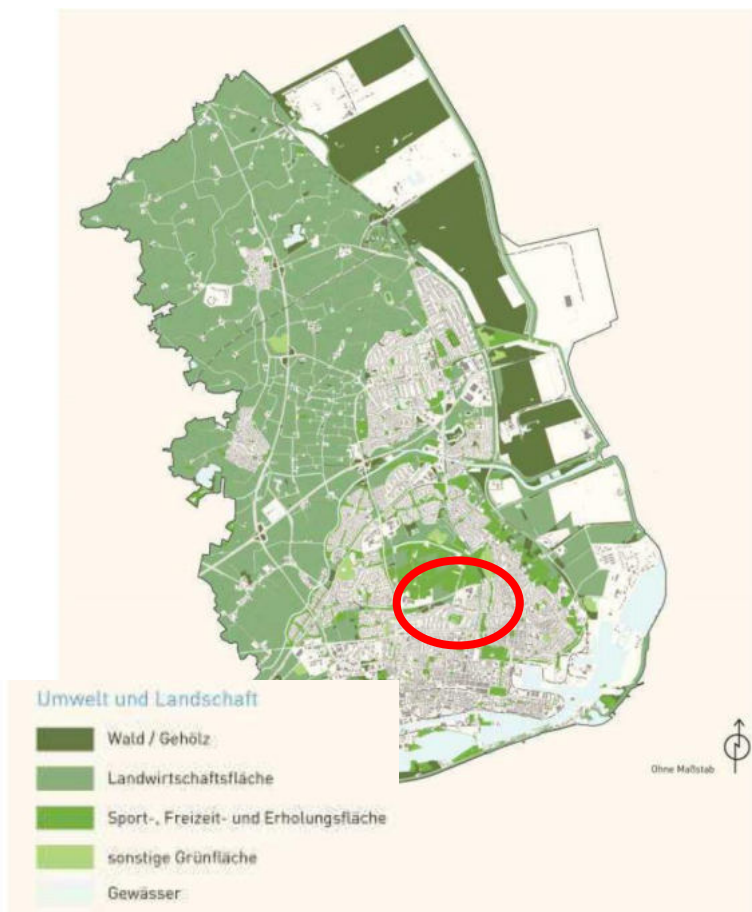 Umwelt und Landschaft
Wald / Gehölz
Landwirtschaftsfläche
Sport-, Freizeit- und Erholungsfläche
sonstige Grünfläche
Gewässer
Ohne Maßstab